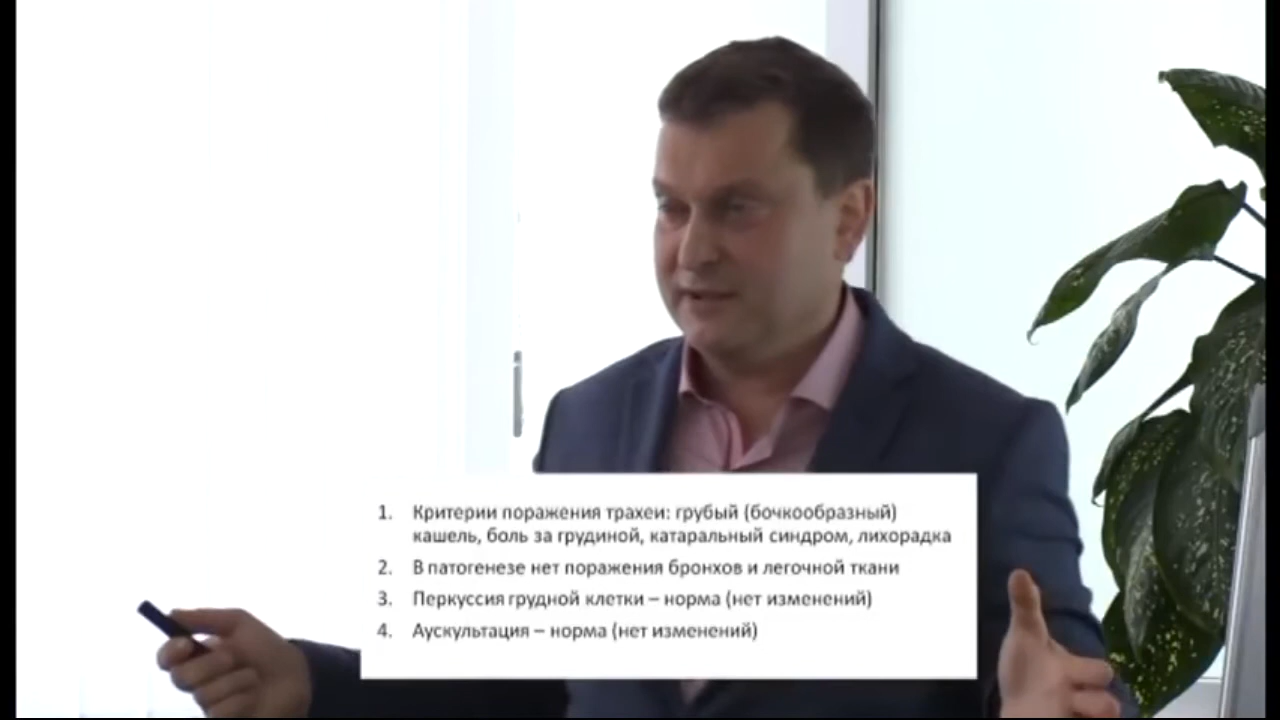 1. Критерии поражения трахеи: грубый (бочкообразный)
кашель, боль за грудиной, катаральный синдром, лихорадка
2. В патогенезе нет поражения бронхов и легочной ткани
3. Перкуссия грудной клетки – норма (нет изменений)
4. Аускультация – норма (нет изменений)